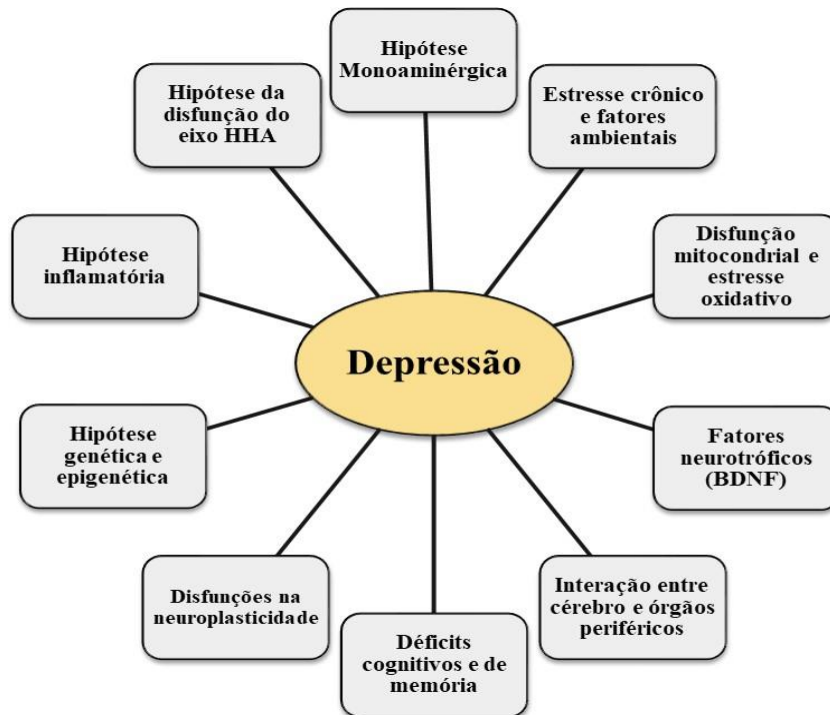 Hipótese
Monoaminérgica
Estresse crônico
e fatores
ambientais
Disfunção
mitocondrial e
estresse
oxidativo
Fatores
neurotróficos
(BDNF)
Interação entre
cérebro e órgãos
periféricos
Déficits
cognitivos e de
memória
Disfunções na
neuroplasticidade
Hipótese
genética e
epigenética
Hipótese
inflamatória
Hipótese da
disfunção do
eixo HHA
Depressão